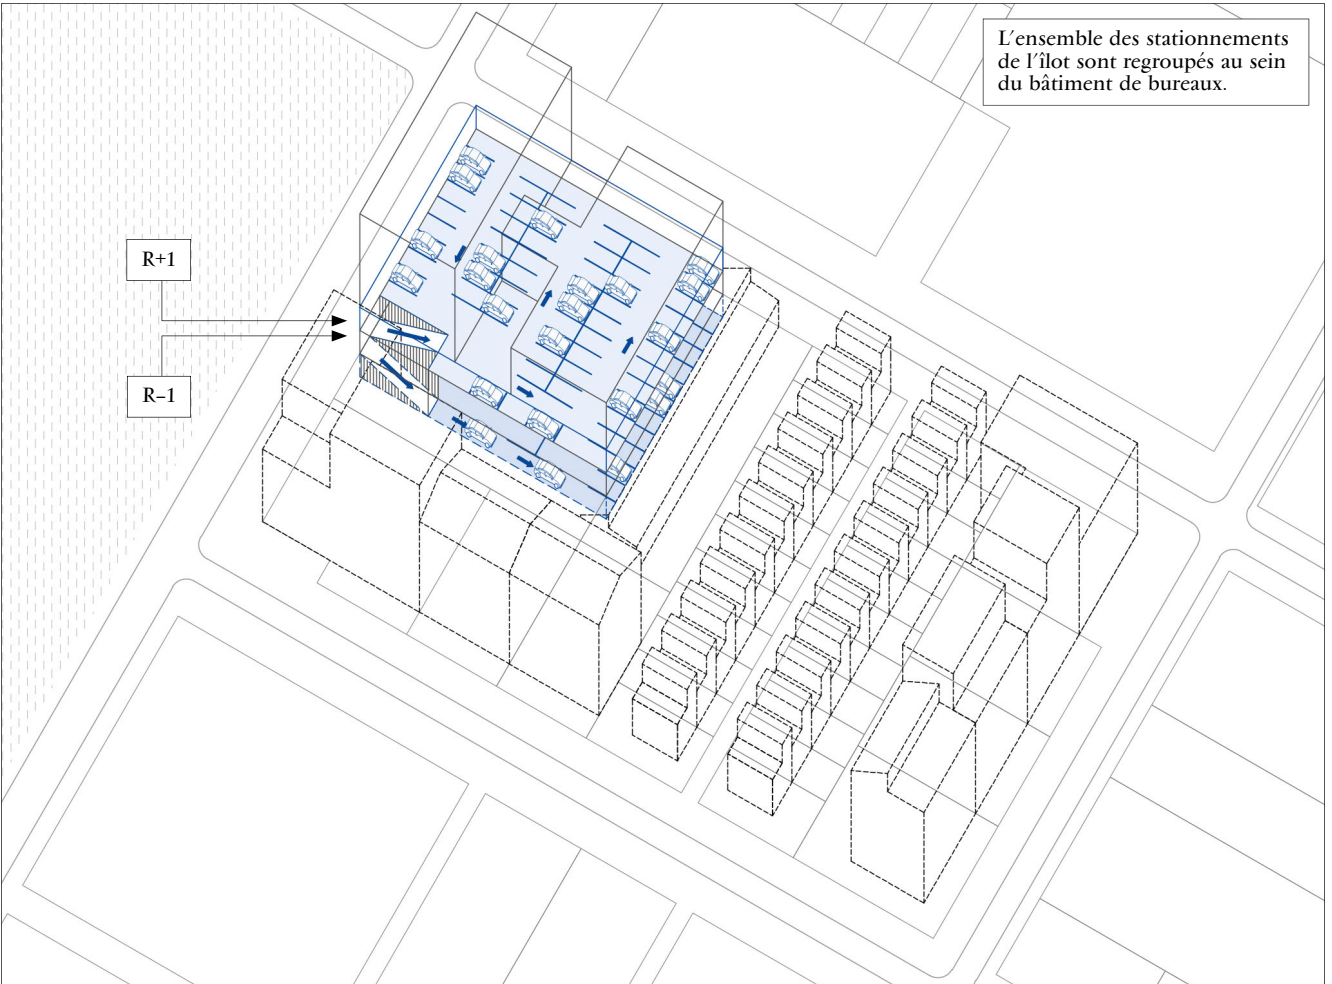 L'ensemble des stationnements
de l'îlot sont regroupés au sein
du bâtiment de bureaux.
R+1
R–1